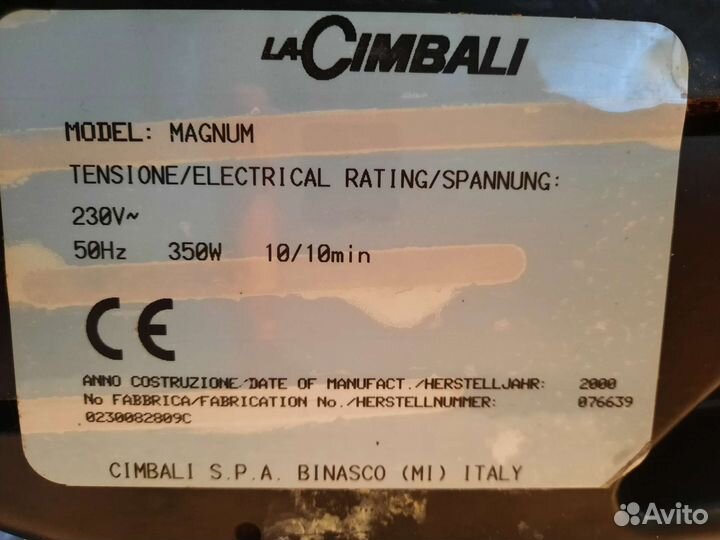 LACIMBALI
MODEL: MAGNUM
TENSIONE/ELECTRICAL RATING/SPANNUNG:
230V~
50Hz 350W 10/10min
CE
ANNO COSTRUZIONE/DATE OF MANUFACT./HERSTELLJAHR: 2000
No FABBRICA/FABRICATION No./HERSTELLNUMMER: 076639
0230082809C
CIMBALI S.P.A. BINASCO (MI) ITALY
Avito